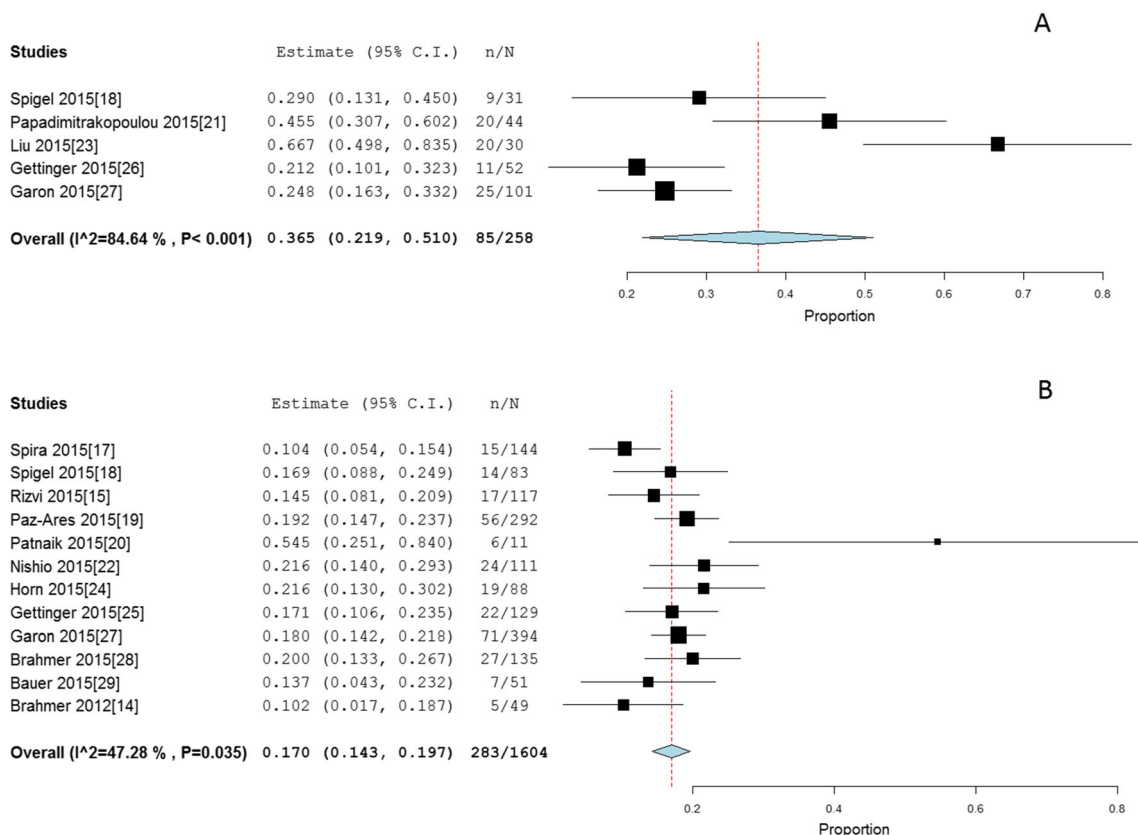 A
Studies Estimate (95% C.I.) n/N
Spigel 2015[18] 0.290 (0.131, 0.450) 9/31
Papadimitrakopoulou 2015[21] 0.455 (0.307, 0.602) 20/44
Liu 2015[23] 0.667 (0.498, 0.835) 20/30
Gettinger 2015[26] 0.212 (0.101, 0.323) 11/52
Garon 2015[27] 0.248 (0.163, 0.332) 25/101
Overall (I^2=84.64 % , P< 0.001) 0.365 (0.219, 0.510) 85/258
0.2 0.3 0.4 0.5 0.6 0.7 0.8
Proportion
B
Studies Estimate (95% C.I.) n/N
Spira 2015[17] 0.104 (0.054, 0.154) 15/144
Spigel 2015[18] 0.169 (0.088, 0.249) 14/83
Rizvi 2015[15] 0.145 (0.081, 0.209) 17/117
Paz-Ares 2015[19] 0.192 (0.147, 0.237) 56/292
Patnaik 2015[20] 0.545 (0.251, 0.840) 6/11
Nishio 2015[22] 0.216 (0.140, 0.293) 24/111
Horn 2015[24] 0.216 (0.130, 0.302) 19/88
Gettinger 2015[25] 0.171 (0.106, 0.235) 22/129
Garon 2015[27] 0.180 (0.142, 0.218) 71/394
Brahmer 2015[28] 0.200 (0.133, 0.267) 27/135
Bauer 2015[29] 0.137 (0.043, 0.232) 7/51
Brahmer 2012[14] 0.102 (0.017, 0.187) 5/49
Overall (I^2=47.28 % , P=0.035) 0.170 (0.143, 0.197) 283/1604
0.2 0.4 0.6 0.8
Proportion